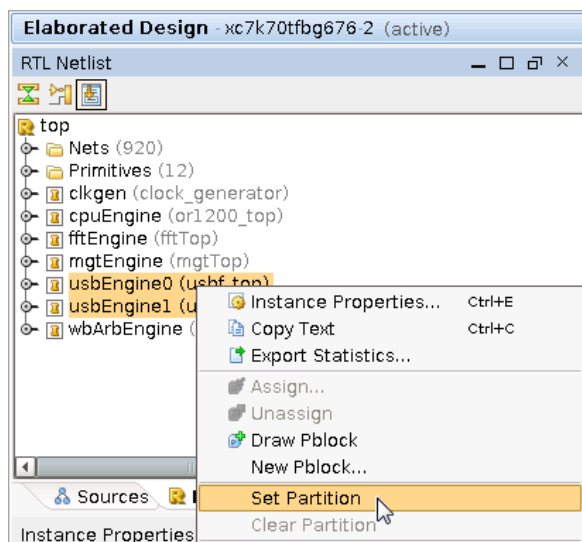 Elaborated Design - xc7k70tfbg676-2 (active)
RTL Netlist
top
Nets (920)
Primitives (12)
clkgen (clock_generator)
cpuEngine (or1200_top)
fftEngine (fftTop)
mgtEngine (mgtTop)
usbEngine0 (usbf_top)
usbEngine1 (u
wbArbEngine (
Instance Properties... Ctrl+E
Copy Text Ctrl+C
Export Statistics...
Assign...
Unassign
Draw Pblock
New Pblock...
Set Partition
Clear Partition
Sources
Instance Properties